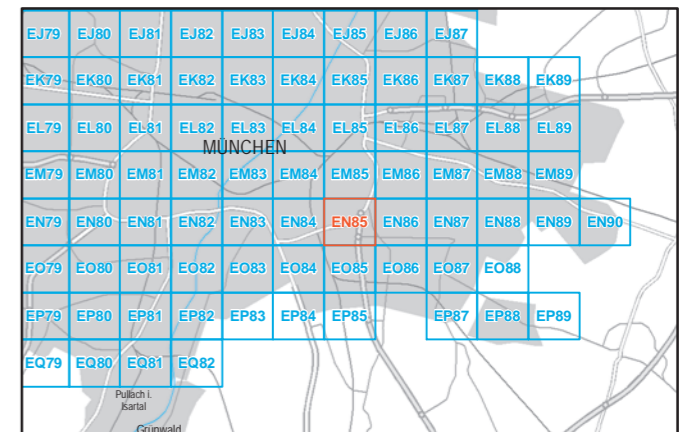 EJ79 EJ80 EJ81 EJ82 EJ83 EJ84 EJ85 EJ86 EJ87
EK79 EK80 EK81 EK82 EK83 EK84 EK85 EK86 EK87 EK88 EK89
EL79 EL80 EL81 EL82 EL83 EL84 EL85 EL86 EL87 EL88 EL89
MÜNCHEN
EM79 EM80 EM81 EM82 EM83 EM84 EM85 EM86 EM87 EM88 EM89
EN79 EN80 EN81 EN82 EN83 EN84 EN85 EN86 EN87 EN88 EN89 EN90
EO79 EO80 EO81 EO82 EO83 EO84 EO85 EO86 EO87 EO88
EP79 EP80 EP81 EP82 EP83 EP84 EP85 EP87 EP88 EP89
EQ79 EQ80 EQ81 EQ82
Pullach i.
Isartal
Grünwald